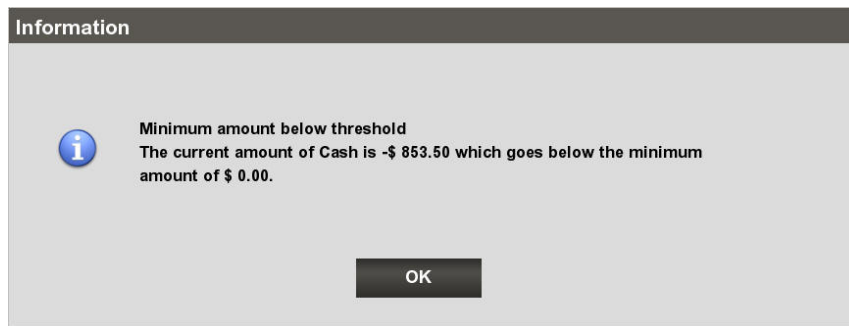 Information
Minimum amount below threshold
The current amount of Cash is -$ 853.50 which goes below the minimum
amount of $ 0.00.
OK